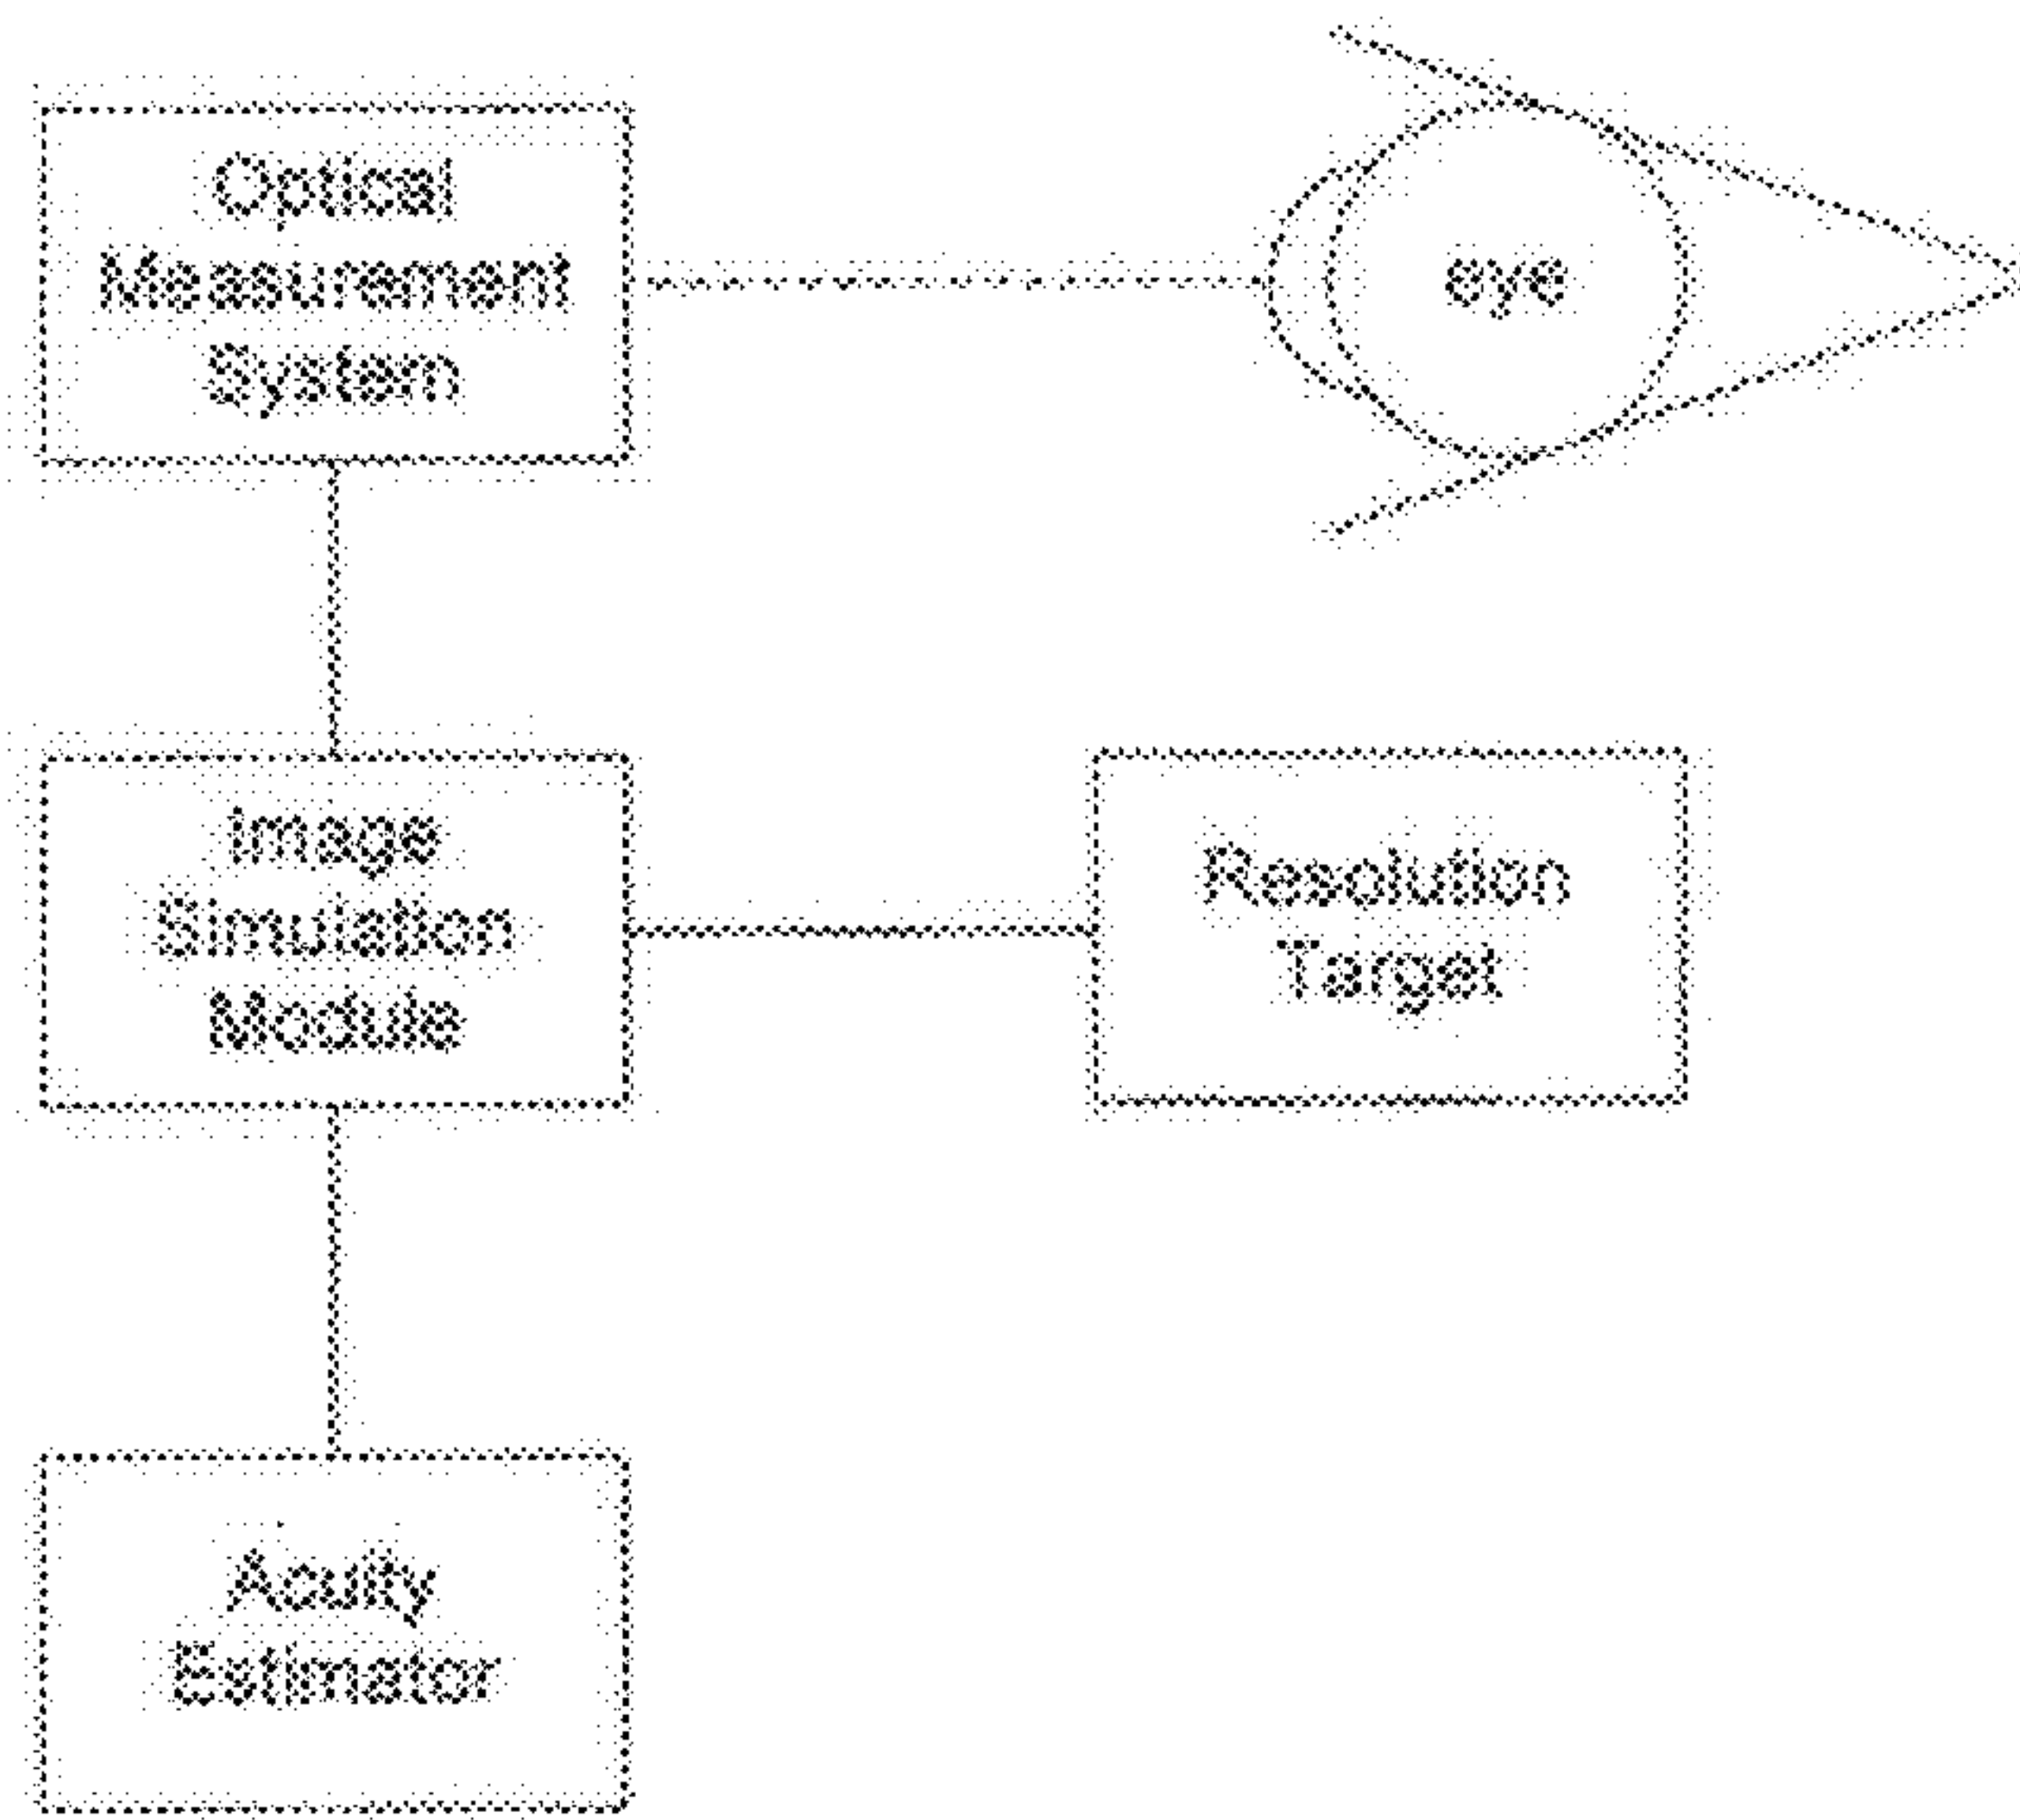 Optical
Measurement
System
eye
Image
Simulation
Module
Resolution
Target
Acuity
Estimator